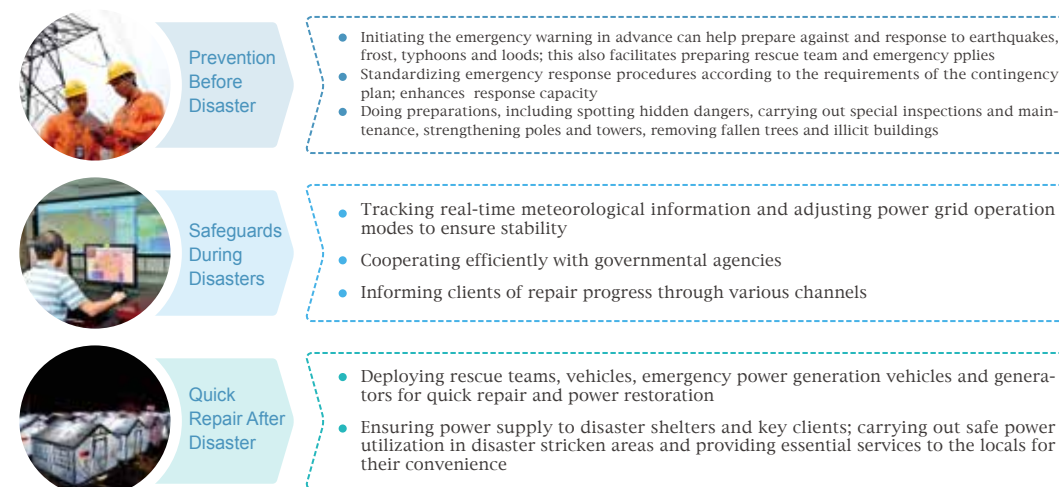 Prevention
Before
Disaster
Initiating the emergency warning in advance can help prepare against and response to earthquakes,
frost, typhoons and loods; this also facilitates preparing rescue team and emergency pplies
Standardizing emergency response procedures according to the requirements of the contingency
plan; enhances response capacity
Doing preparations, including spotting hidden dangers, carrying out special inspections and main-
tenance, strengthening poles and towers, removing fallen trees and illicit buildings
Safeguards
During
Disasters
Tracking real-time meteorological information and adjusting power grid operation
modes to ensure stability
Cooperating efficiently with governmental agencies
Informing clients of repair progress through various channels
Quick
Repair After
Disaster
Deploying rescue teams, vehicles, emergency power generation vehicles and genera-
tors for quick repair and power restoration
Ensuring power supply to disaster shelters and key clients; carrying out safe power
utilization in disaster stricken areas and providing essential services to the locals for
their convenience